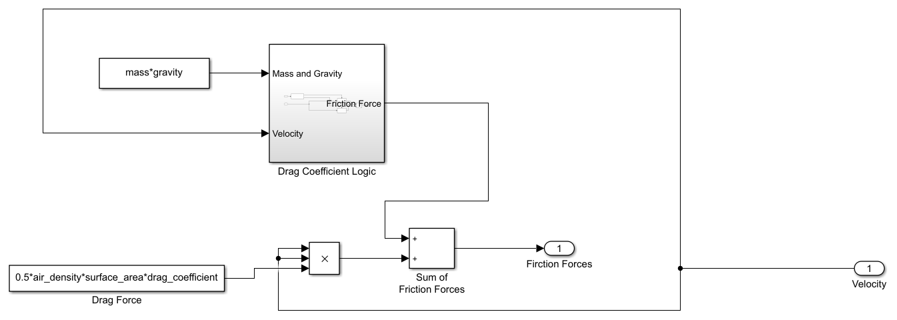 mass*gravity
Mass and Gravity
Friction Force
Velocity
Drag Coefficient Logic
0.5*air_density*surface_area*drag_coefficient
Drag Force
×
+
+
Sum of
Friction Forces
1
Firction Forces
1
Velocity